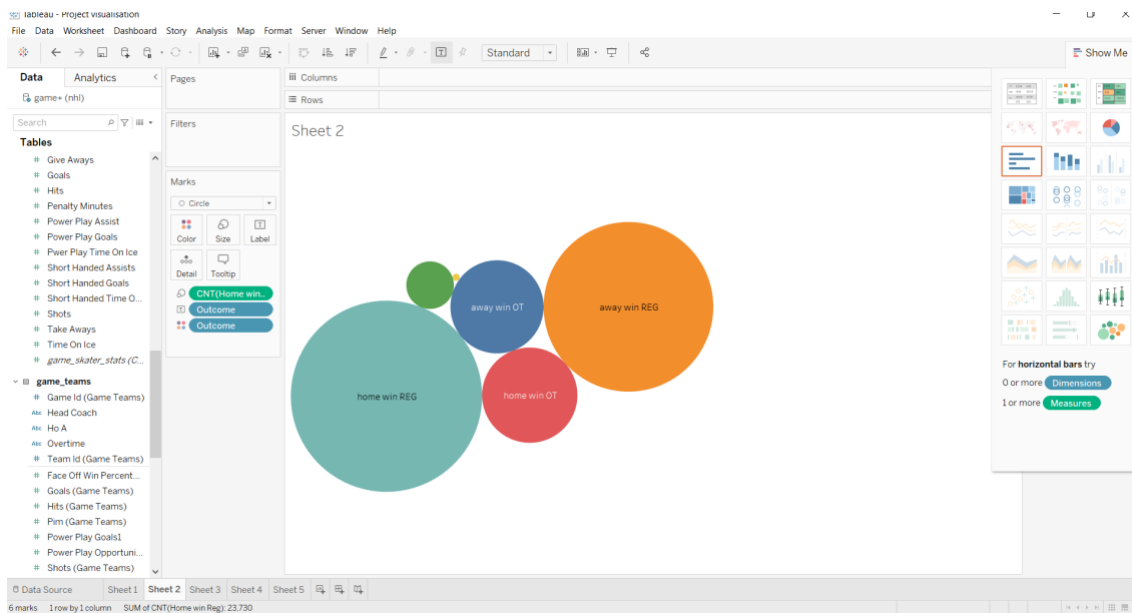 Tableau - Project visualisation
File Data Worksheet Dashboard Story Analysis Map Format Server Window Help
Standard
Show Me
Data Analytics
Pages
Columns
game+ (nhl)
Rows
Search
Filters
Sheet 2
Tables
Give Aways
Goals
Hits
Penalty Minutes
Power Play Assist
Power Play Goals
Pwer Play Time On Ice
Short Handed Assists
Short Handed Goals
Short Handed Time O...
Shots
Take Aways
Time On Ice
game_skater_stats (C...
game_teams
Game Id (Game Teams)
Abc Head Coach
Abc Ho A
Abc Overtime
Team Id (Game Teams)
Face Off Win Percent...
Goals (Game Teams)
Hits (Game Teams)
Pim (Game Teams)
Power Play Goals1
Power Play Opportuni...
Shots (Game Teams)
Marks
Circle
Color Size Label
Detail Tooltip
CNT(Home win..
Outcome
Outcome
away win OT
away win REG
home win REG
home win OT
For horizontal bars try
0 or more Dimensions
1 or more Measures
Data Source Sheet 1 Sheet 2 Sheet 3 Sheet 4 Sheet 5
6 marks 1 row by 1 column SUM of CNT(Home win Reg): 23,730